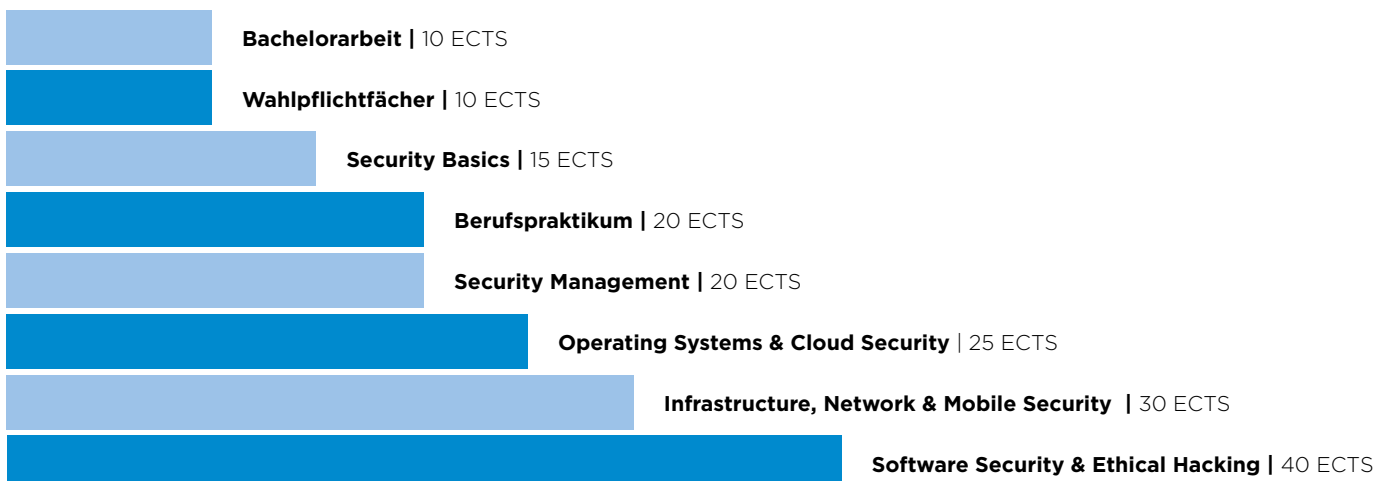 Bachelorarbeit | 10 ECTS
Wahlpflichtfächer | 10 ECTS
Security Basics | 15 ECTS
Berufspraktikum | 20 ECTS
Security Management | 20 ECTS
Operating Systems & Cloud Security | 25 ECTS
Infrastructure, Network & Mobile Security | 30 ECTS
Software Security & Ethical Hacking | 40 ECTS